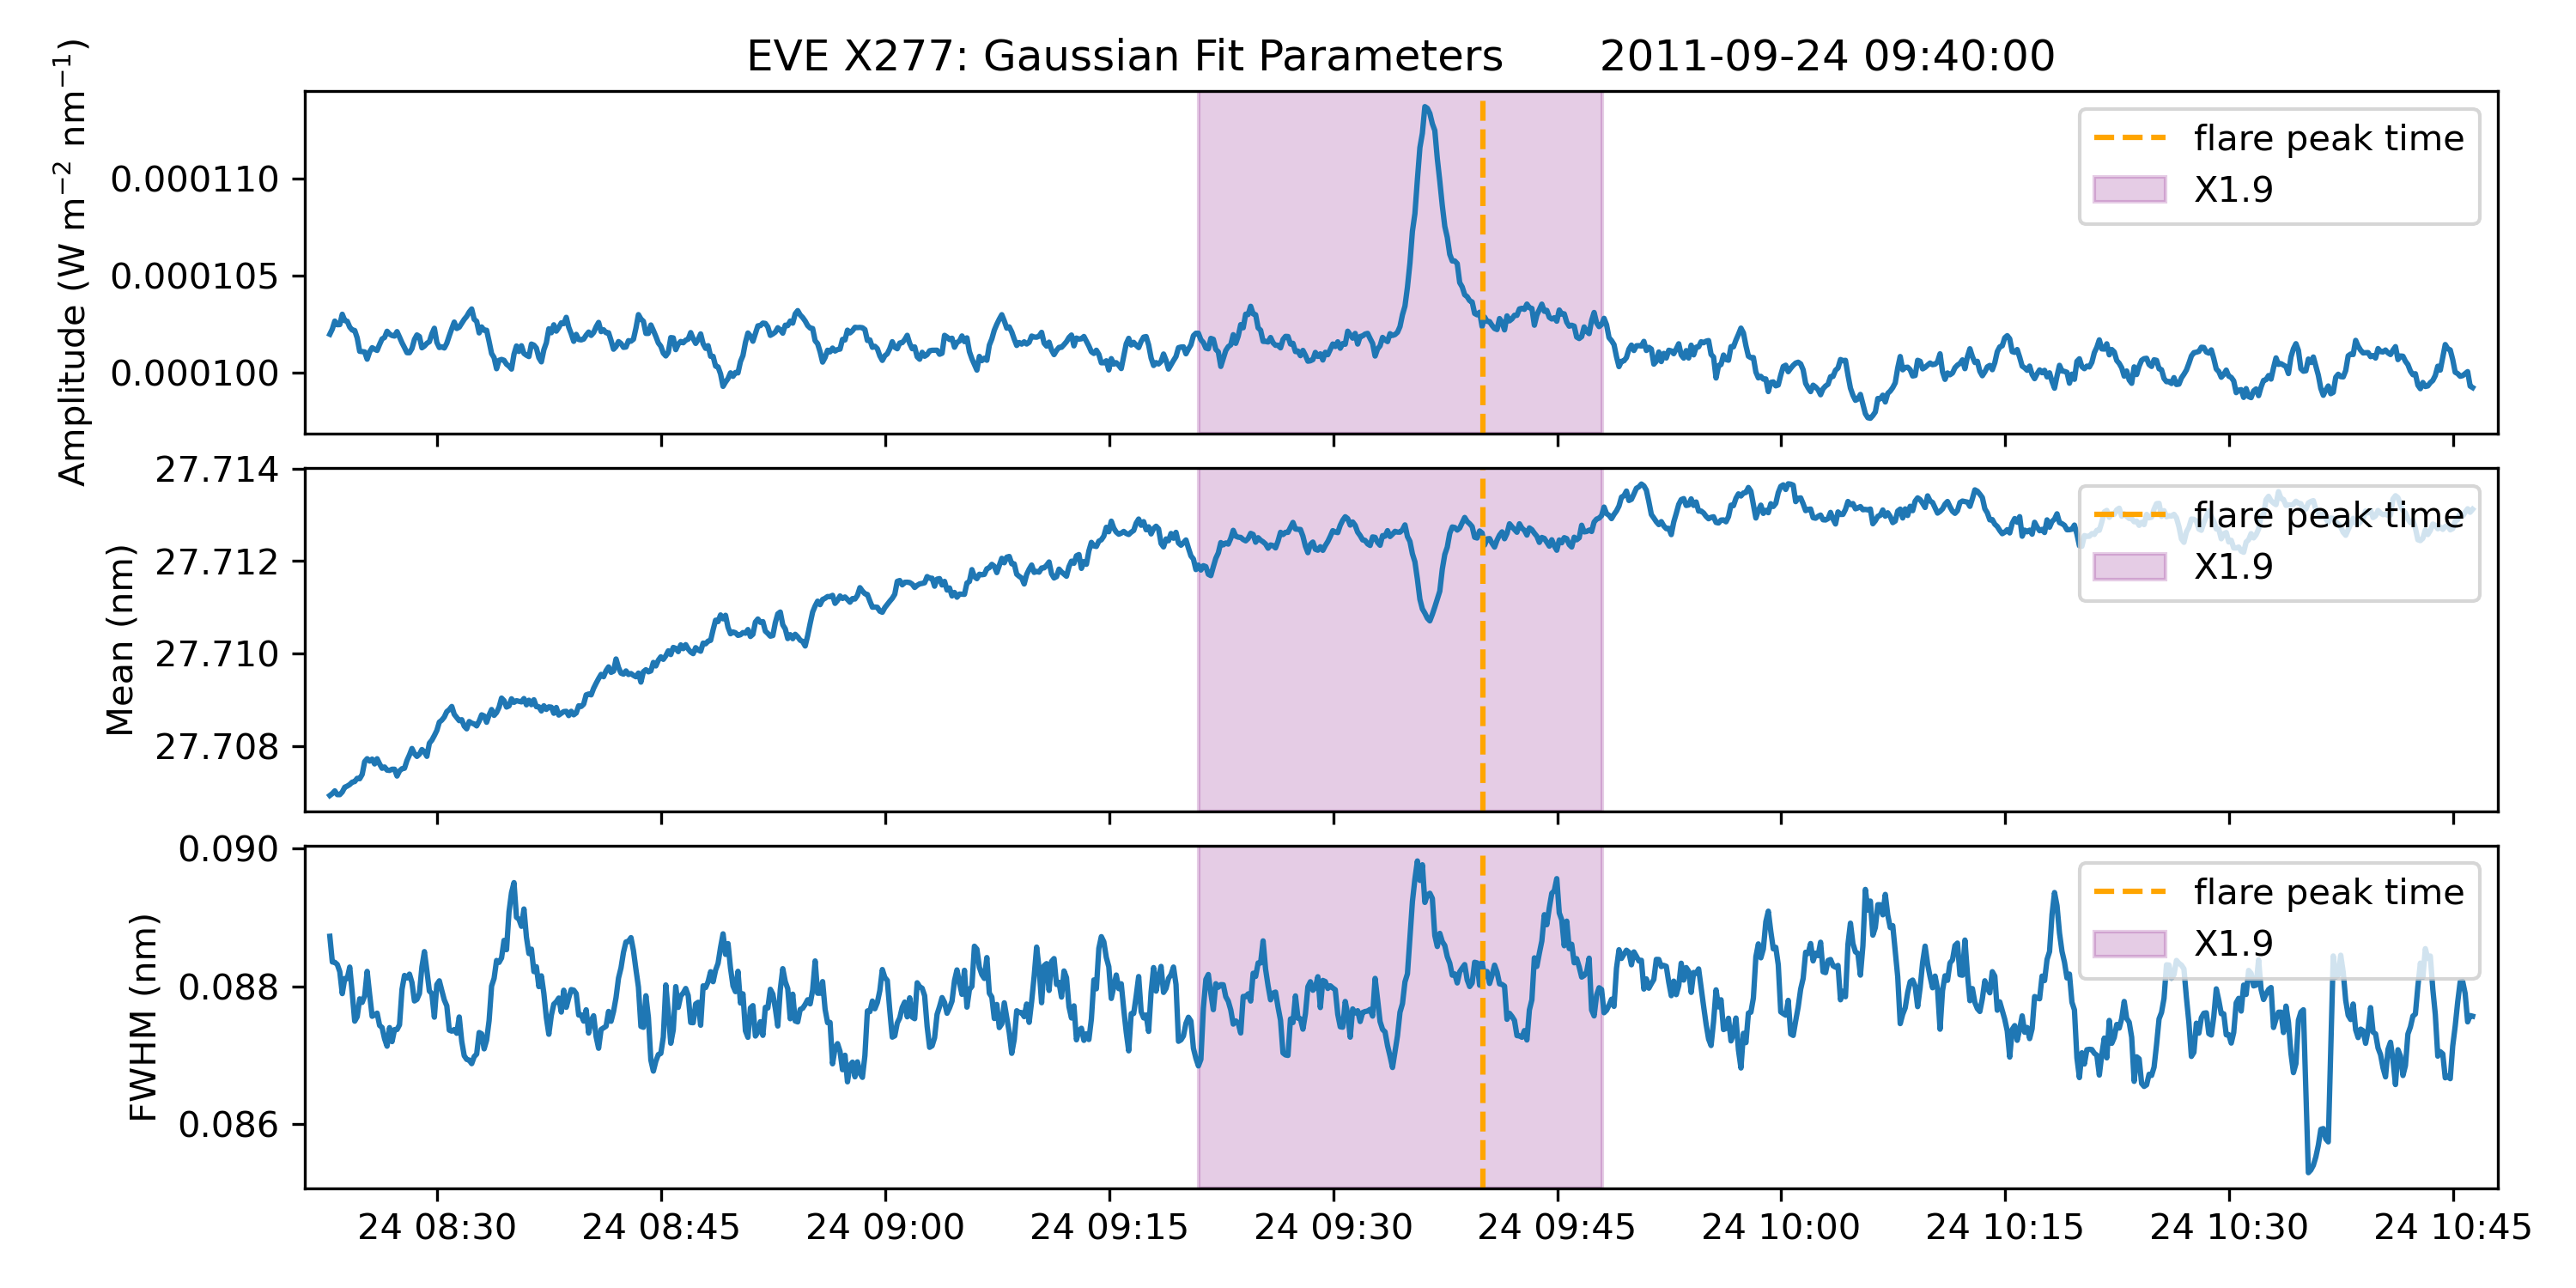 EVE X277: Gaussian Fit Parameters 2011-09-24 09:40:00
Amplitude (W m⁻² nm⁻¹)
0.000110
0.000105
0.000100
flare peak time
X1.9
Mean (nm)
27.714
27.712
27.710
27.708
flare peak time
X1.9
FWHM (nm)
0.090
0.088
0.086
flare peak time
X1.9
24 08:30 24 08:45 24 09:00 24 09:15 24 09:30 24 09:45 24 10:00 24 10:15 24 10:30 24 10:45